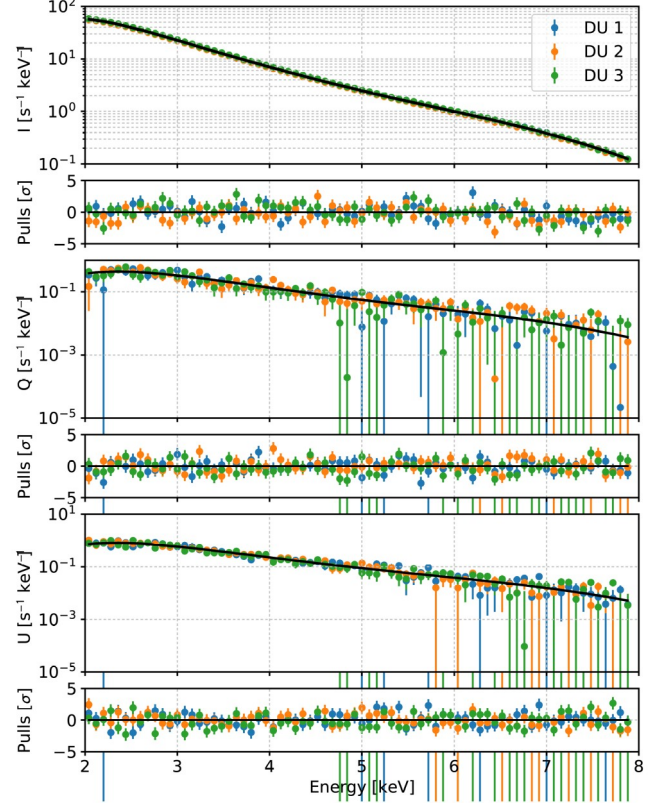 10²
10¹
10⁰
10⁻¹
I [s⁻¹ keV⁻¹]
DU 1
DU 2
DU 3
5
0
−5
Pulls [σ]
10⁻¹
10⁻³
10⁻⁵
Q [s⁻¹ keV⁻¹]
5
0
−5
Pulls [σ]
10¹
10⁻¹
10⁻³
10⁻⁵
U [s⁻¹ keV⁻¹]
5
0
−5
Pulls [σ]
2 3 4 5 6 7 8
Energy [keV]